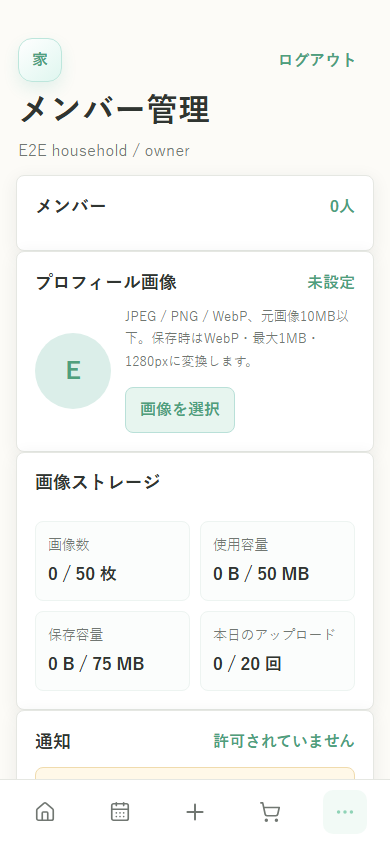 家
ログアウト
メンバー管理
E2E household / owner
メンバー
0人
プロフィール画像
未設定
E
JPEG / PNG / WebP、元画像10MB以
下。保存時はWebP・最大1MB・
1280pxに変換します。
画像を選択
画像ストレージ
画像数
0 / 50 枚
使用容量
0 B / 50 MB
保存容量
0 B / 75 MB
本日のアップロード
0 / 20 回
通知
許可されていません